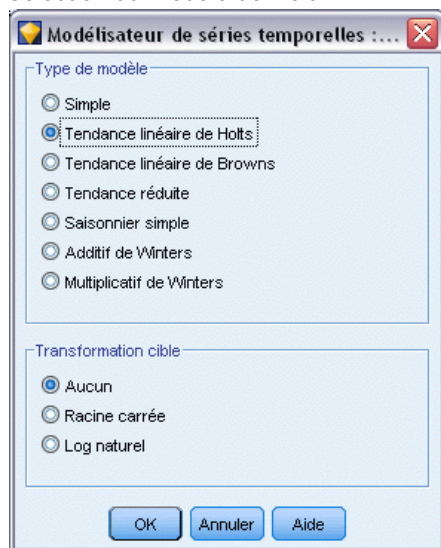 Modélisateur de séries temporelles :...
Type de modèle
Simple
Tendance linéaire de Holts
Tendance linéaire de Browns
Tendance réduite
Saisonnier simple
Additif de Winters
Multiplicatif de Winters
Transformation cible
Aucun
Racine carrée
Log naturel
OK Annuler Aide